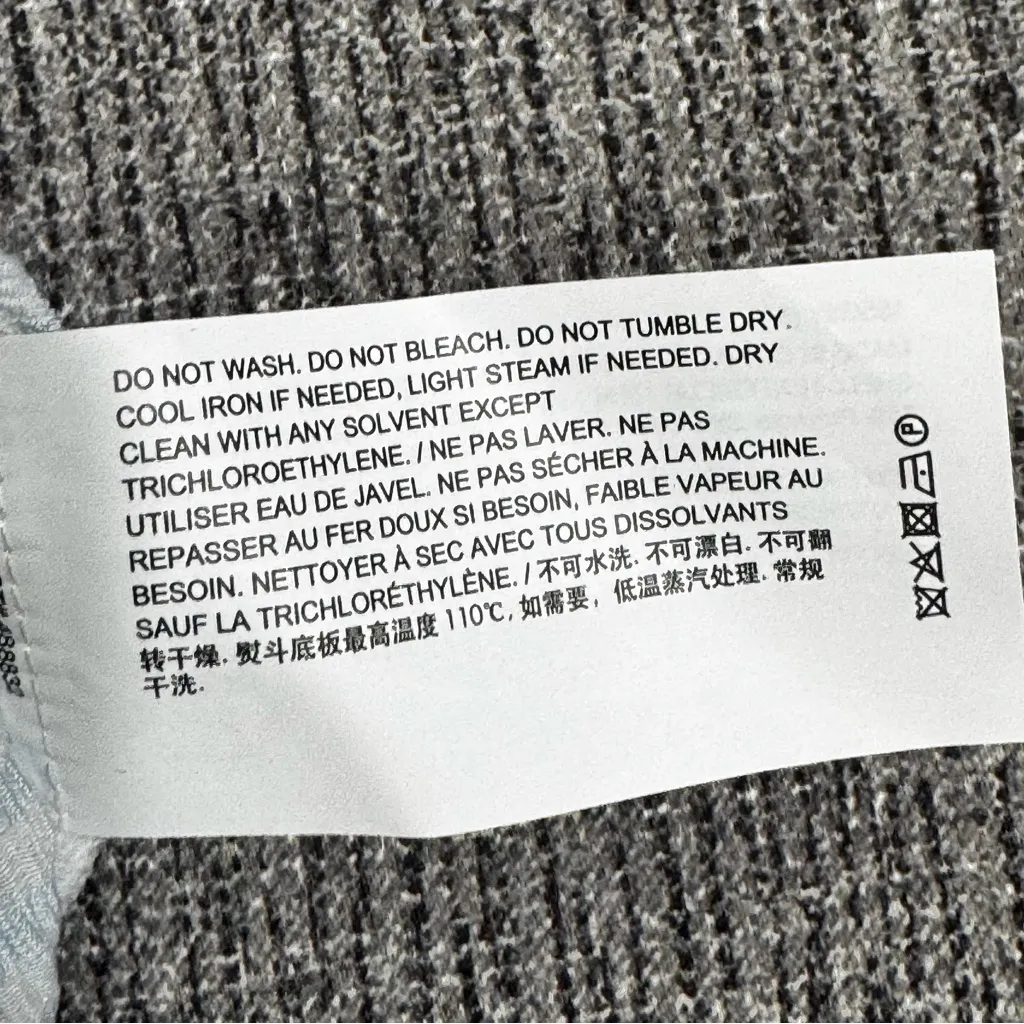 DO NOT WASH. DO NOT BLEACH. DO NOT TUMBLE DRY.
COOL IRON IF NEEDED, LIGHT STEAM IF NEEDED. DRY
CLEAN WITH ANY SOLVENT EXCEPT
TRICHLOROETHYLENE. / NE PAS LAVER. NE PAS
UTILISER EAU DE JAVEL. NE PAS SÉCHER À LA MACHINE.
REPASSER AU FER DOUX SI BESOIN, FAIBLE VAPEUR AU
BESOIN. NETTOYER À SEC AVEC TOUS DISSOLVANTS
SAUF LA TRICHLORÉTHYLÈNE. / 不可水洗. 不可漂白. 不可翻
转干燥. 熨斗底板最高温度 110℃, 如需要, 低温蒸汽处理. 常规
干洗.
P